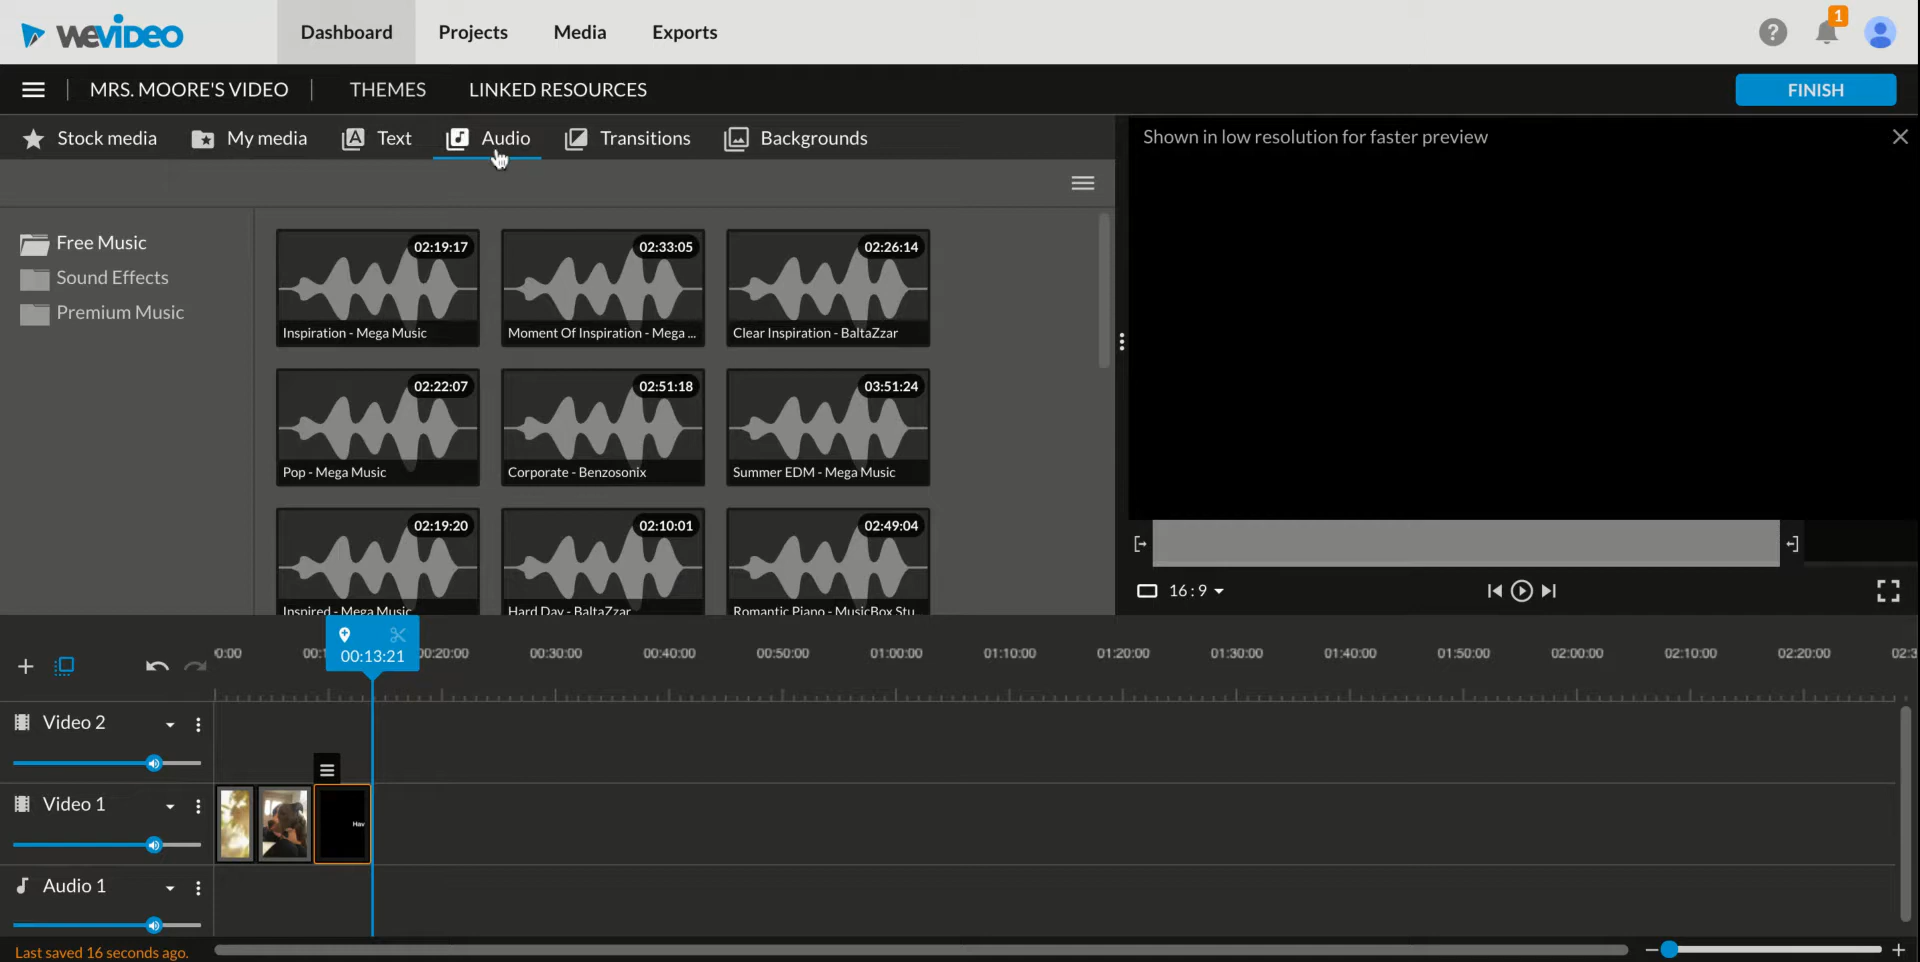 WEVIDEO
Dashboard
Projects
Media
Exports
1
MRS. MOORE'S VIDEO
THEMES
LINKED RESOURCES
FINISH
Stock media
My media
Text
Audio
Transitions
Backgrounds
Shown in low resolution for faster preview
Free Music
Sound Effects
Premium Music
02:19:17
Inspiration - Mega Music
02:33:05
Moment Of Inspiration - Mega ...
02:26:14
Clear Inspiration - BaltaZzar
02:22:07
Pop - Mega Music
02:51:18
Corporate - Benzosonix
03:51:24
Summer EDM - Mega Music
02:19:20
Inspired - Mega Music
02:10:01
Hard Day - BaltaZzar
02:49:04
Romantic Piano - MusicBox Stu
16:9
00:13:21
0:00
00:1
00:20:00
00:30:00
00:40:00
00:50:00
01:00:00
01:10:00
01:20:00
01:30:00
01:40:00
01:50:00
02:00:00
02:10:00
02:20:00
02:3
Video 2
Video 1
Hav
Audio 1
Last saved 16 seconds ago.